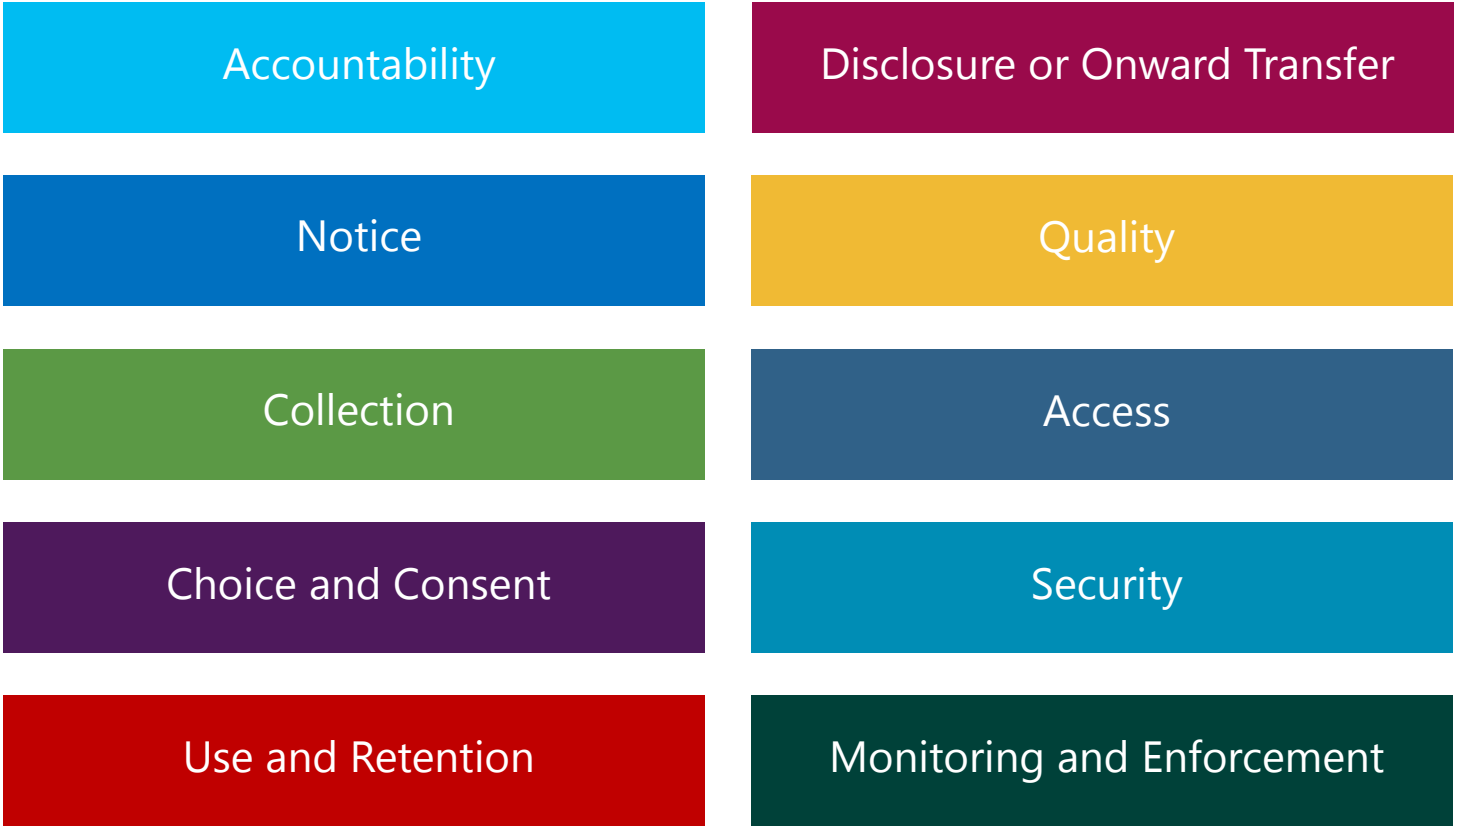 Accountability
Notice
Collection
Choice and Consent
Use and Retention
Disclosure or Onward Transfer
Quality
Access
Security
Monitoring and Enforcement